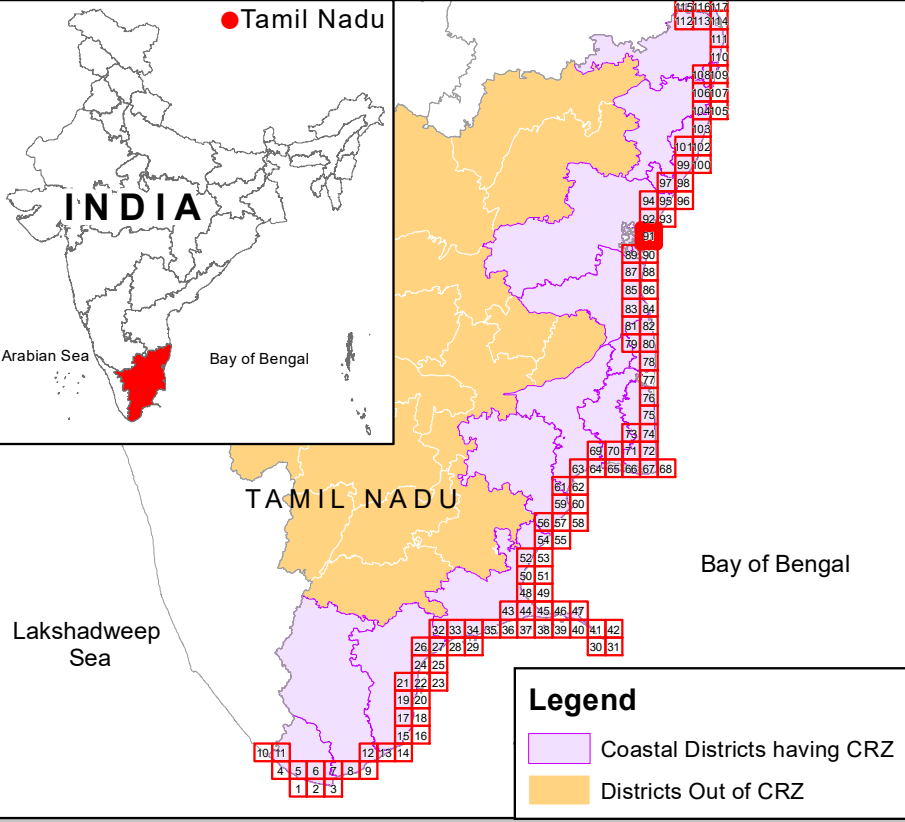 Tamil Nadu
INDIA
Arabian Sea
Bay of Bengal
115 116 117
112 113 114
111
110
108 109
106 107
104 105
103
101 102
99 100
97 98
94 95 96
92 93
91
89 90
87 88
85 86
83 84
81 82
79 80
78
77
76
75
73 74
69 70 71 72
63 64 65 66 67 68
61 62
59 60
56 57 58
54 55
52 53
50 51
48 49
43 44 45 46 47
32 33 34 35 36 37 38 39 40 41 42
26 27 28 29 30 31
24 25
21 22 23
19 20
17 18
15 16
10 11 12 13 14
4 5 6 7 8 9
1 2 3
TAMIL NADU
Bay of Bengal
Lakshadweep
Sea
Legend
Coastal Districts having CRZ
Districts Out of CRZ